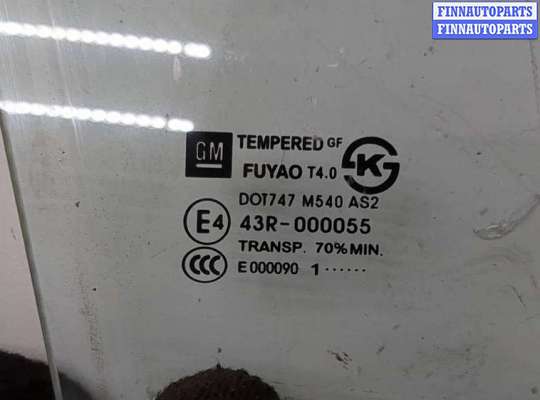 FINNAUTOPARTS
FINNAUTOPARTS
GM TEMPERED GF
FUYAO T4.0
KS
DOT747 M540 AS2
E4 43R-000055
TRANSP. 70% MIN.
CCC E000090 1······